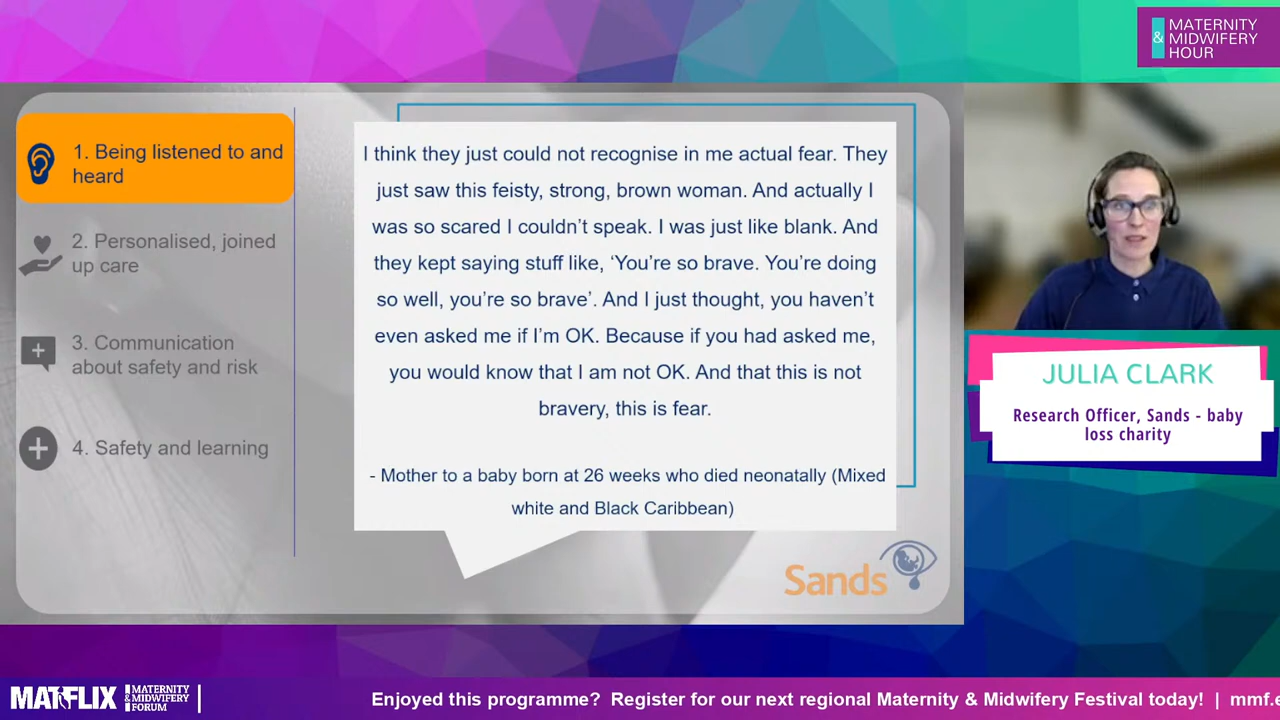 MATERNITY
& MIDWIFERY
HOUR
1. Being listened to and
heard
2. Personalised, joined
up care
3. Communication
about safety and risk
4. Safety and learning
I think they just could not recognise in me actual fear. They
just saw this feisty, strong, brown woman. And actually I
was so scared I couldn’t speak. I was just like blank. And
they kept saying stuff like, ‘You’re so brave. You’re doing
so well, you’re so brave’. And I just thought, you haven’t
even asked me if I’m OK. Because if you had asked me,
you would know that I am not OK. And that this is not
bravery, this is fear.
- Mother to a baby born at 26 weeks who died neonatally (Mixed
white and Black Caribbean)
Sands
JULIA CLARK
Research Officer, Sands - baby
loss charity
MATFLIX
MATERNITY
& MIDWIFERY
FORUM
Enjoyed this programme? Register for our next regional Maternity & Midwifery Festival today! | mmf.